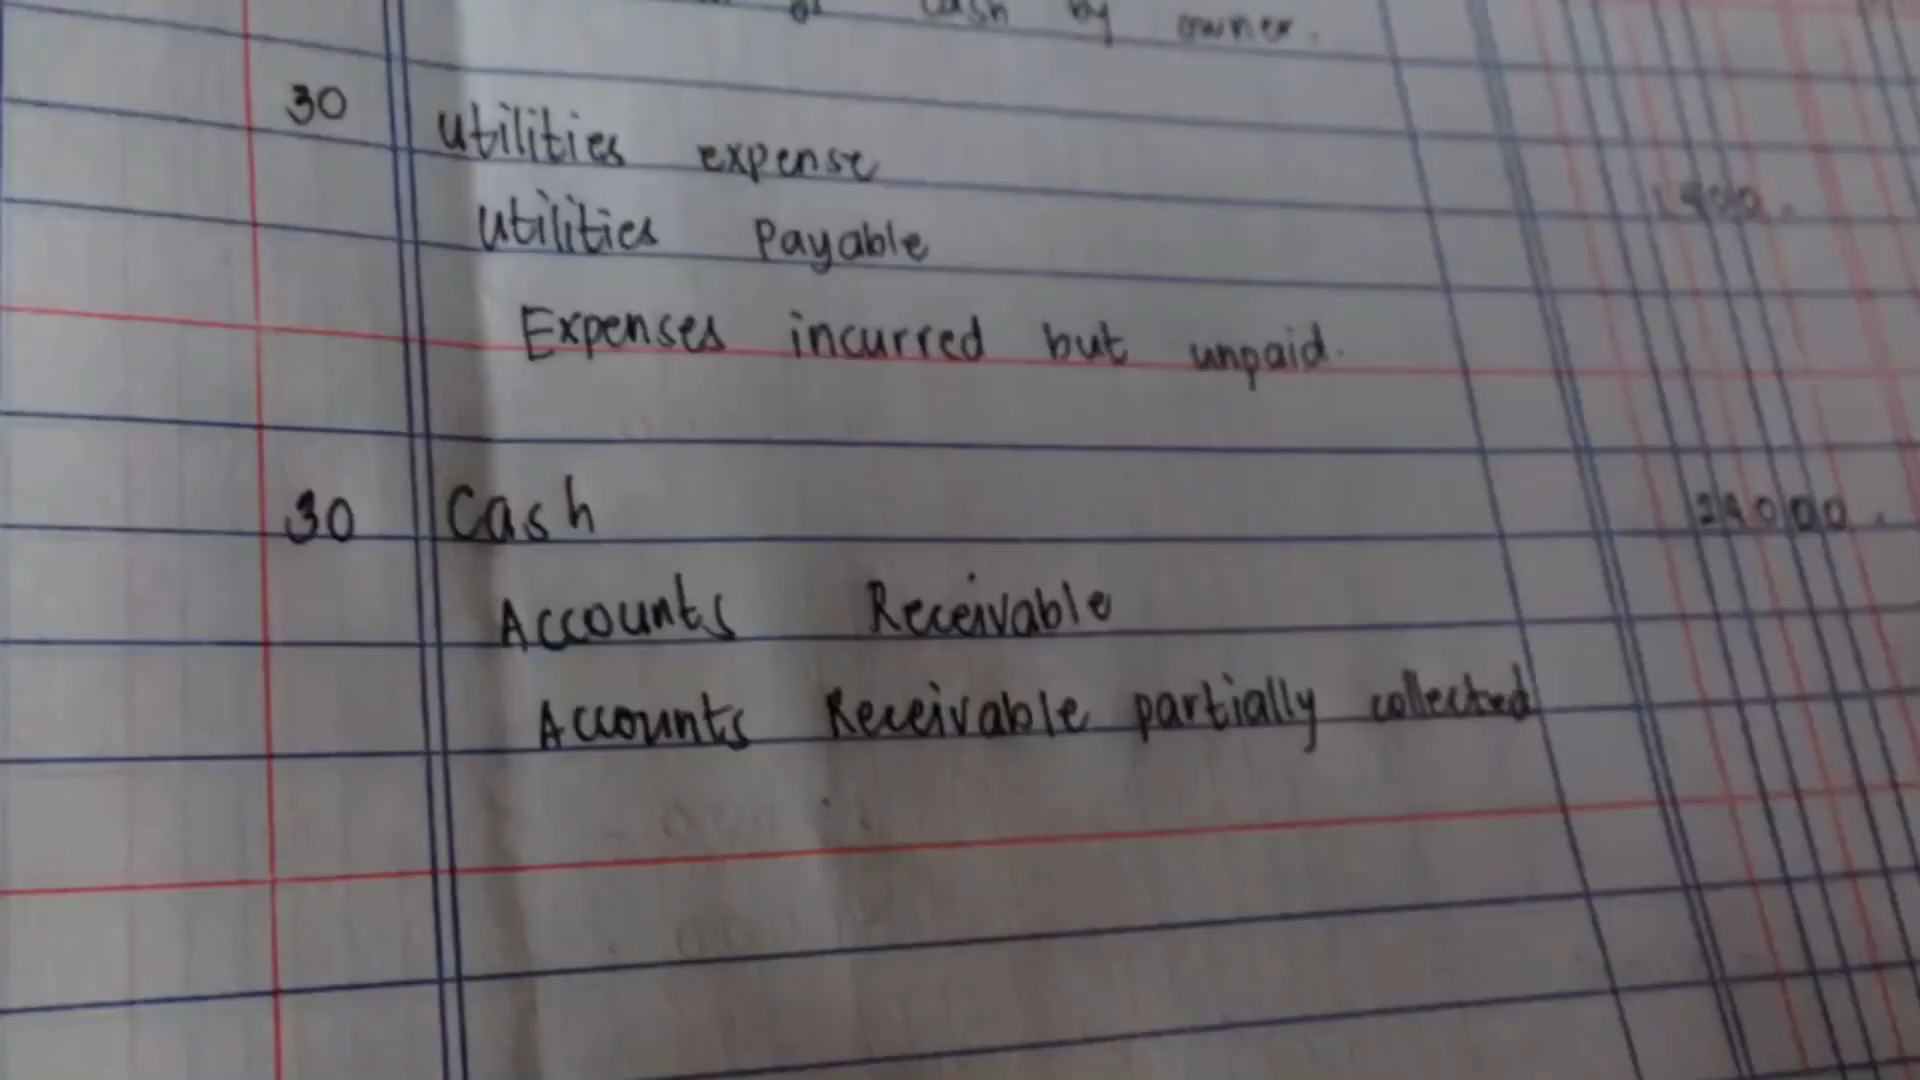 cash by owner.
30 utilities expense
utilities Payable
Expenses incurred but unpaid.
30 Cash
Accounts Receivable
Accounts Receivable partially collected